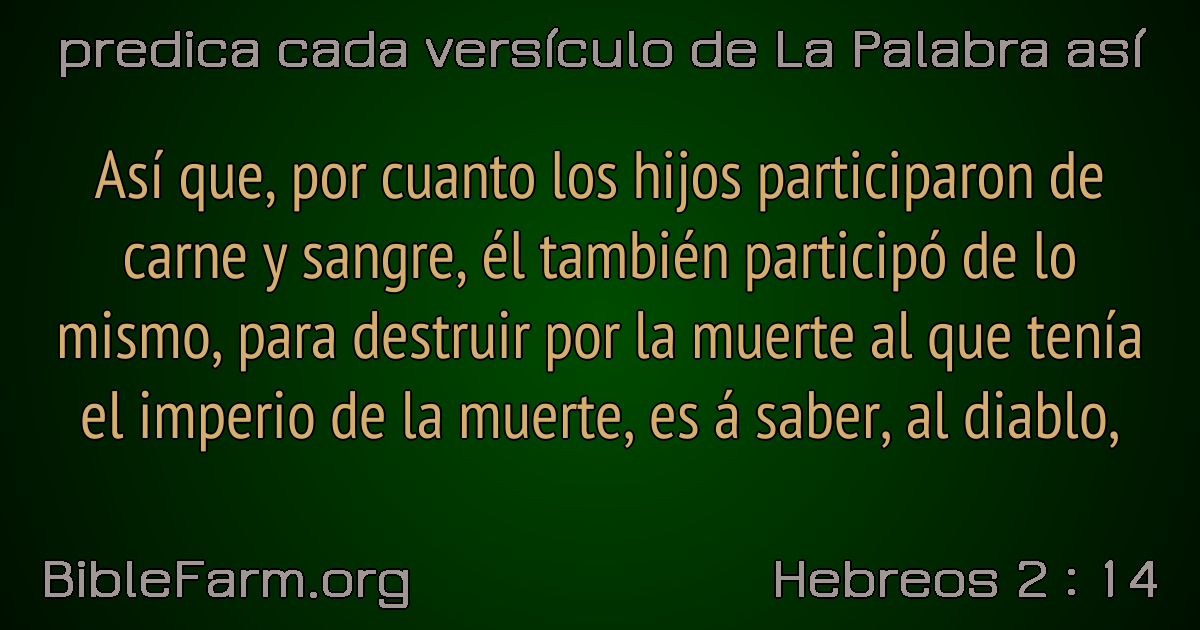 predica cada versículo de La Palabra así
Así que, por cuanto los hijos participaron de
carne y sangre, él también participó de lo
mismo, para destruir por la muerte al que tenía
el imperio de la muerte, es á saber, al diablo,
BibleFarm.org
Hebreos 2 : 14